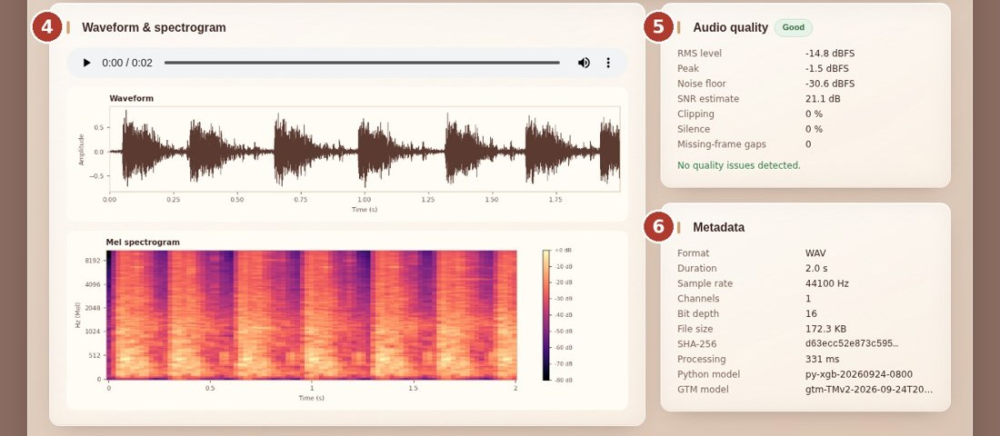 4
Waveform & spectrogram
0:00 / 0:02
Waveform
Amplitude
0.5
0.0
−0.5
0.00 0.25 0.50 0.75 1.00 1.25 1.50 1.75
Time (s)
Mel spectrogram
Hz (Mel)
8192
4096
2048
1024
512
0
0 0.5 1 1.5 2
Time (s)
+0 dB
-10 dB
-20 dB
-30 dB
-40 dB
-50 dB
-60 dB
-70 dB
-80 dB
5
Audio quality Good
RMS level -14.8 dBFS
Peak -1.5 dBFS
Noise floor -30.6 dBFS
SNR estimate 21.1 dB
Clipping 0 %
Silence 0 %
Missing-frame gaps 0
No quality issues detected.
6
Metadata
Format WAV
Duration 2.0 s
Sample rate 44100 Hz
Channels 1
Bit depth 16
File size 172.3 KB
SHA-256 d63ecc52e873c595…
Processing 331 ms
Python model py-xgb-20260924-0800
GTM model gtm-TMv2-2026-09-24T20…